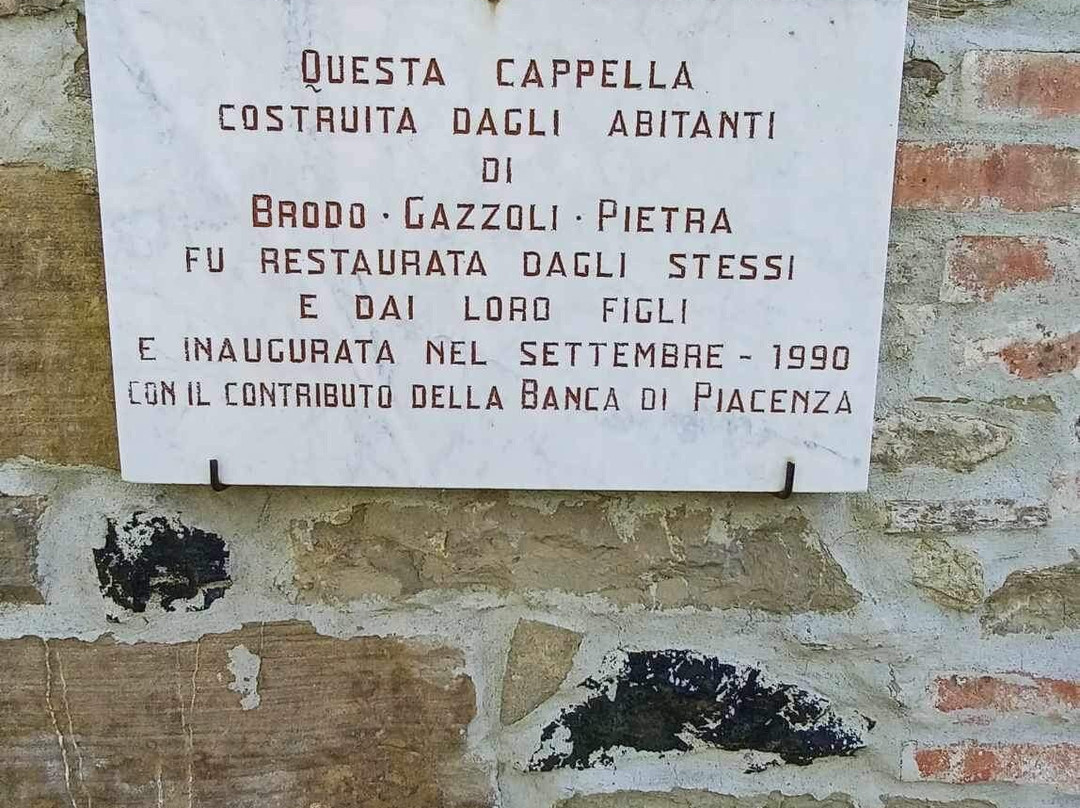 QUESTA CAPPELLA
COSTRUITA DAGLI ABITANTI
DI
BRODO · GAZZOLI · PIETRA
FU RESTAURATA DAGLI STESSI
E DAI LORO FIGLI
E INAUGURATA NEL SETTEMBRE - 1990
CON IL CONTRIBUTO DELLA BANCA DI PIACENZA